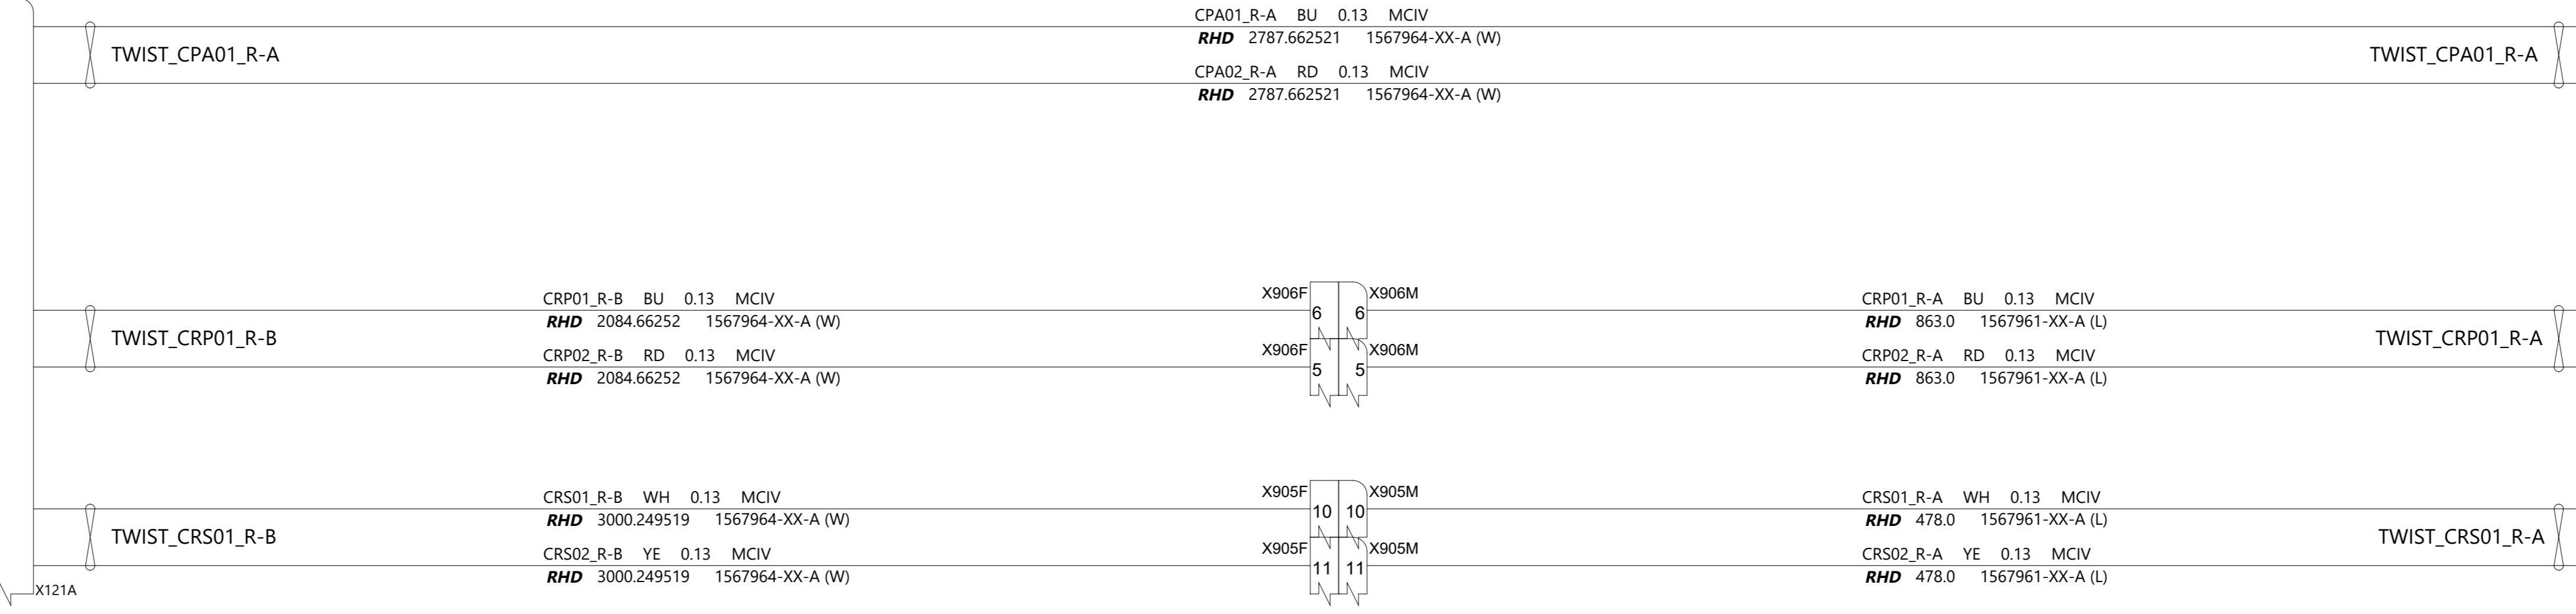 CPA01_R-A BU 0.13 MCIV
RHD 2787.662521 1567964-XX-A (W)
TWIST_CPA01_R-A TWIST_CPA01_R-A
CPA02_R-A RD 0.13 MCIV
RHD 2787.662521 1567964-XX-A (W)
CRP01_R-B BU 0.13 MCIV X906F X906M CRP01_R-A BU 0.13 MCIV
RHD 2084.66252 1567964-XX-A (W) 6 6 RHD 863.0 1567961-XX-A (L)
TWIST_CRP01_R-B TWIST_CRP01_R-A
CRP02_R-B RD 0.13 MCIV X906F X906M CRP02_R-A RD 0.13 MCIV
RHD 2084.66252 1567964-XX-A (W) 5 5 RHD 863.0 1567961-XX-A (L)
CRS01_R-B WH 0.13 MCIV X905F X905M CRS01_R-A WH 0.13 MCIV
RHD 3000.249519 1567964-XX-A (W) 10 10 RHD 478.0 1567961-XX-A (L)
TWIST_CRS01_R-B TWIST_CRS01_R-A
CRS02_R-B YE 0.13 MCIV X905F X905M CRS02_R-A YE 0.13 MCIV
RHD 3000.249519 1567964-XX-A (W) 11 11 RHD 478.0 1567961-XX-A (L)
X121A